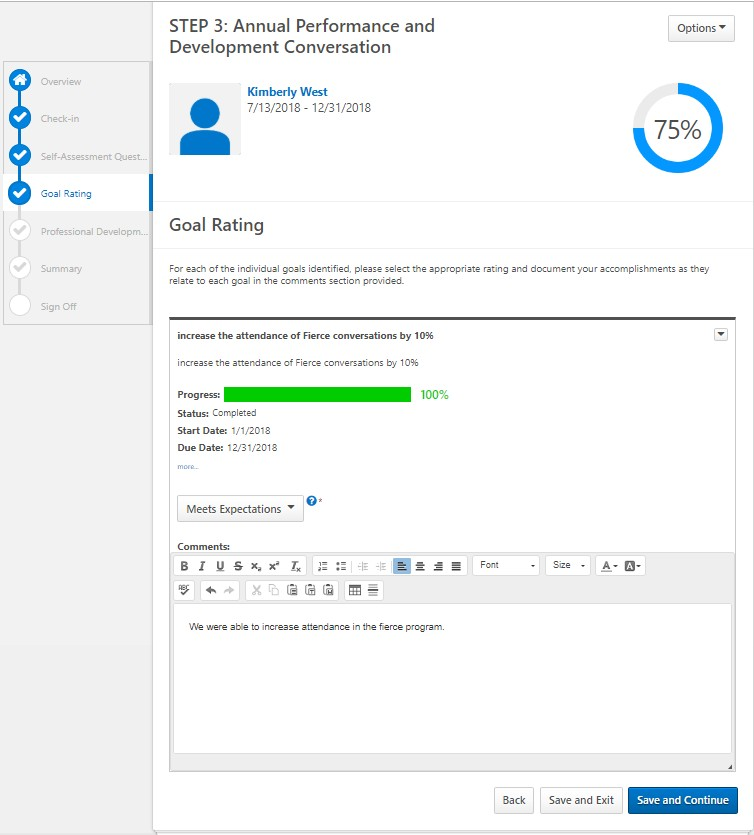 STEP 3: Annual Performance and
Development Conversation
Options
Overview
Check-in
Self-Assessment Quest...
Goal Rating
Professional Developm...
Summary
Sign Off
Kimberly West
7/13/2018 - 12/31/2018
75%
Goal Rating
For each of the individual goals identified, please select the appropriate rating and document your accomplishments as they
relate to each goal in the comments section provided.
increase the attendance of Fierce conversations by 10%
increase the attendance of Fierce conversations by 10%
Progress: 100%
Status: Completed
Start Date: 1/1/2018
Due Date: 12/31/2018
more..
Meets Expectations ? *
Comments:
B I U S x₂ x² Tx Font Size A A
ABC
We were able to increase attendance in the fierce program.
Back Save and Exit Save and Continue